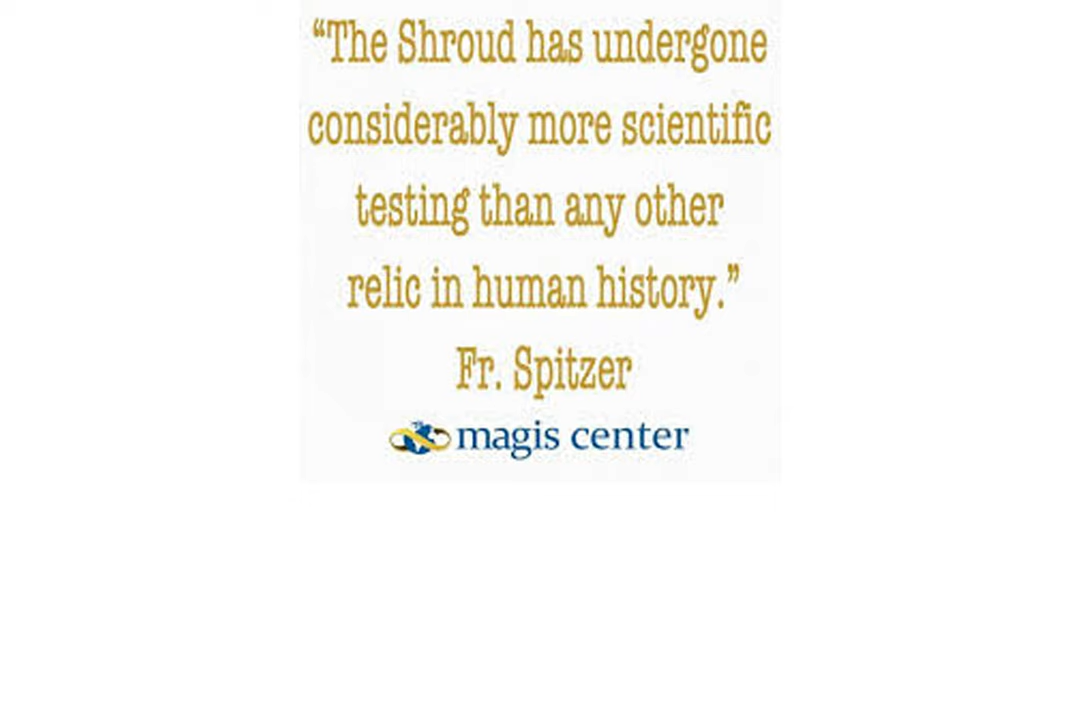 “The Shroud has undergone
considerably more scientific
testing than any other
relic in human history.”
Fr. Spitzer
magis center